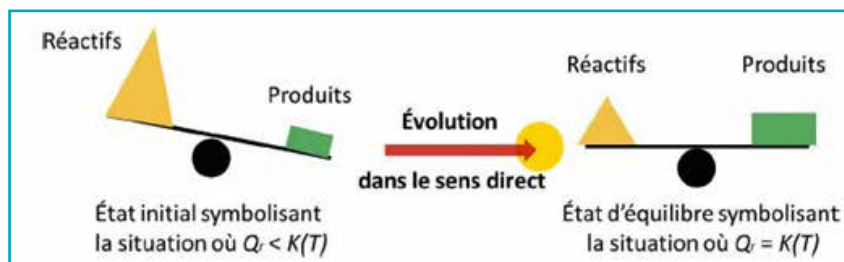 Réactifs
Produits
État initial symbolisant
la situation où Qr < K(T)
Évolution
dans le sens direct
Réactifs
Produits
État d'équilibre symbolisant
la situation où Qr = K(T)